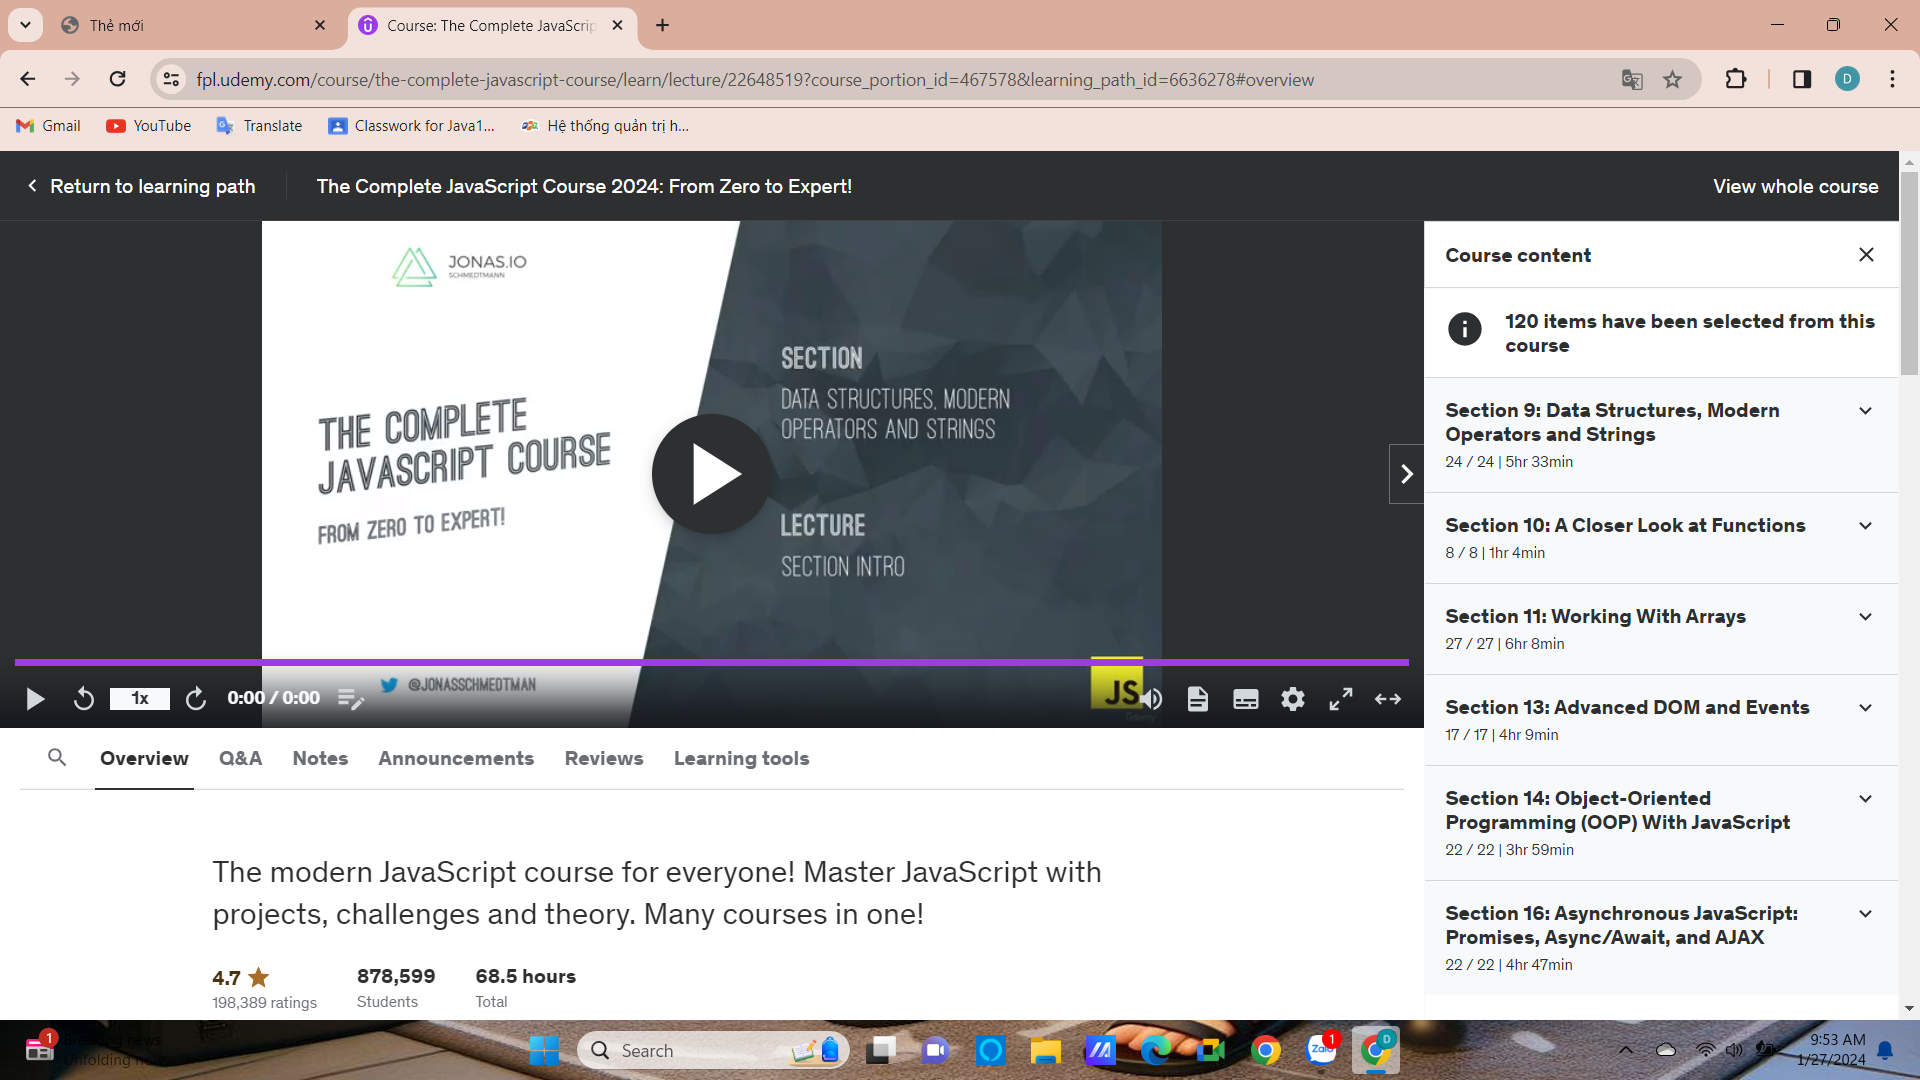 Thẻ mới
Course: The Complete JavaScrip
fpl.udemy.com/course/the-complete-javascript-course/learn/lecture/22648519?course_portion_id=467578&learning_path_id=6636278#overview
D
Gmail
YouTube
Translate
Classwork for Java1...
Hệ thống quản trị h...
Return to learning path
The Complete JavaScript Course 2024: From Zero to Expert!
View whole course
JONAS.IO
SCHMEDTMANN
THE COMPLETE
JAVASCRIPT COURSE
FROM ZERO TO EXPERT!
SECTION
DATA STRUCTURES, MODERN
OPERATORS AND STRINGS
LECTURE
SECTION INTRO
@JONASSCHMEDTMAN
JS
Udemy
1x
0:00 / 0:00
Course content
120 items have been selected from this
course
Section 9: Data Structures, Modern
Operators and Strings
24 / 24 | 5hr 33min
Section 10: A Closer Look at Functions
8 / 8 | 1hr 4min
Section 11: Working With Arrays
27 / 27 | 6hr 8min
Section 13: Advanced DOM and Events
17 / 17 | 4hr 9min
Section 14: Object-Oriented
Programming (OOP) With JavaScript
22 / 22 | 3hr 59min
Section 16: Asynchronous JavaScript:
Promises, Async/Await, and AJAX
22 / 22 | 4hr 47min
Overview
Q&A
Notes
Announcements
Reviews
Learning tools
The modern JavaScript course for everyone! Master JavaScript with
projects, challenges and theory. Many courses in one!
4.7
198,389 ratings
878,599
Students
68.5 hours
Total
1
Breaking news
Unfolding now
Search
Zalo
1
D
9:53 AM
1/27/2024